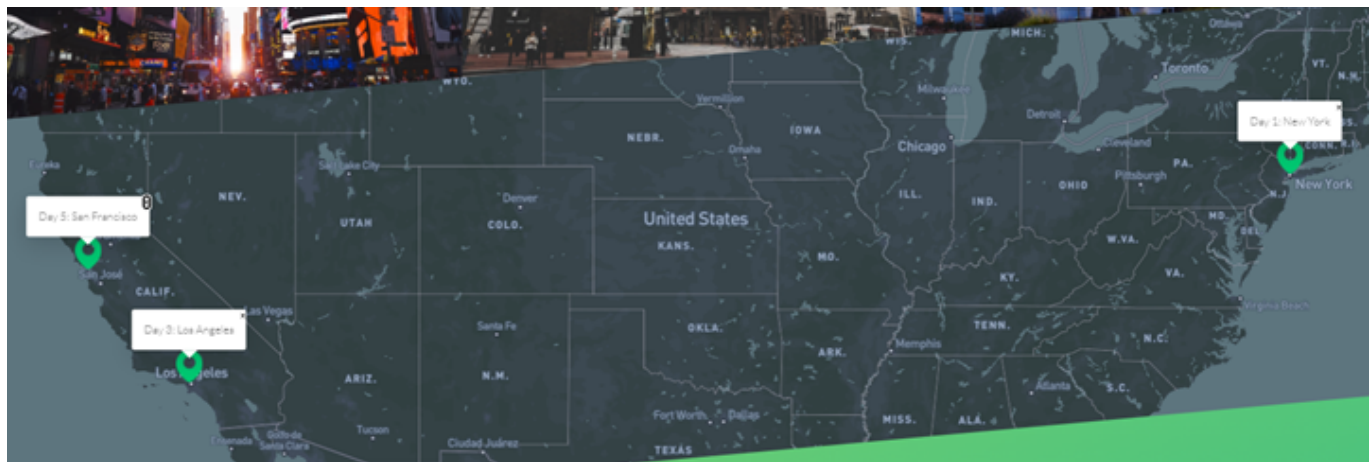 Ottawa
WIS.
MICH.
Toronto
VT.
N.H.
WYO.
Vermillion
Milwaukee
Detroit
Day 1: New York
NEBR.
IOWA
Omaha
Chicago
Cleveland
PA.
CONN.
R.I.
Eureka
Salt Lake City
Pittsburgh
New York
NEV.
Denver
ILL.
IND.
OHIO
N.J.
Day 5: San Francisco
UTAH
COLO.
United States
KANS.
MO.
MD.
DEL.
W.VA.
San José
CALIF.
KY.
VA.
Las Vegas
Virginia Beach
Day 3: Los Angeles
Santa Fe
OKLA.
TENN.
N.C.
Memphis
ARK.
Los Angeles
ARIZ.
N.M.
Atlanta
S.C.
Fort Worth
Dallas
MISS.
ALA.
Tucson
Ensenada
Golfo de
Santa Clara
Ciudad Juárez
TEXAS